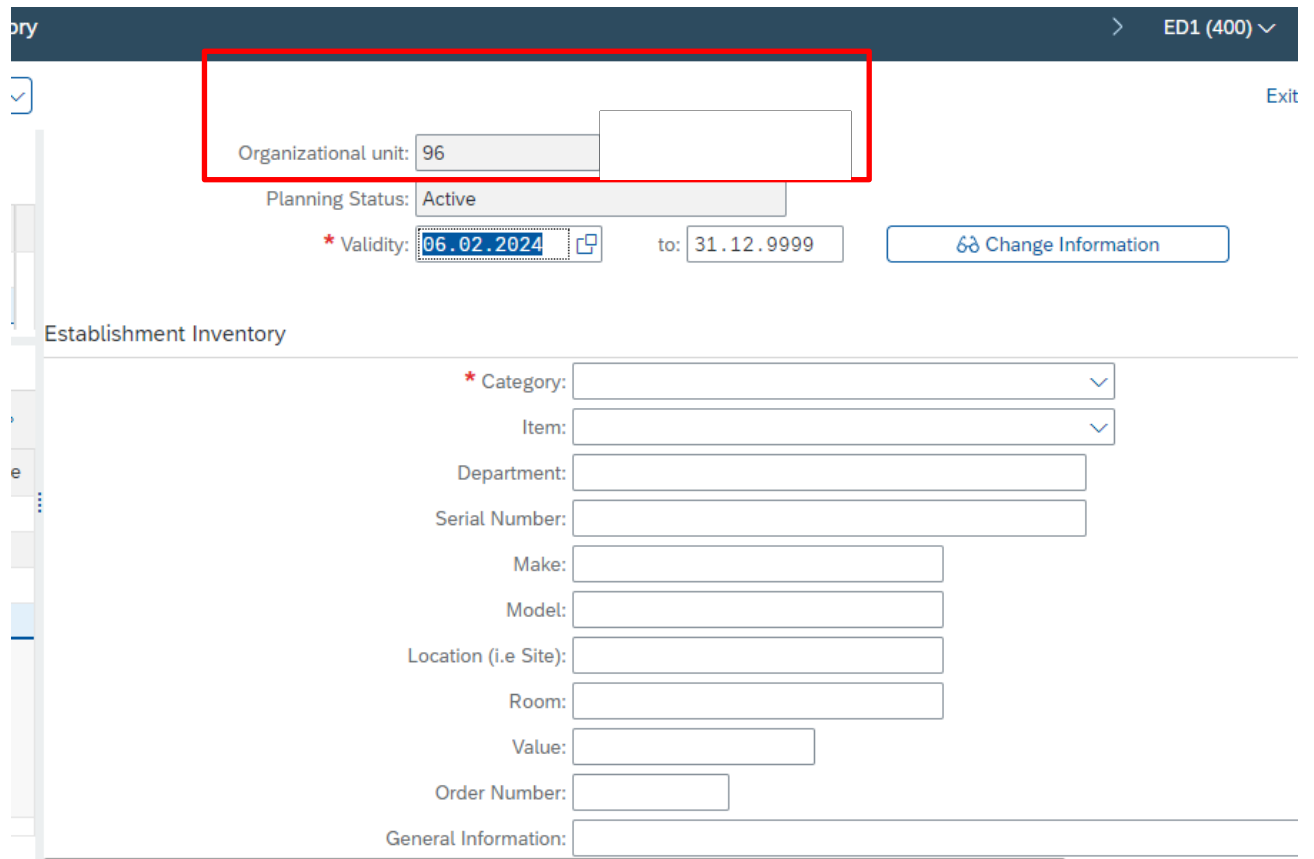 ory
ED1 (400)
Exit
Organizational unit: 96
Planning Status: Active
* Validity: 06.02.2024 to: 31.12.9999 Change Information
Establishment Inventory
* Category:
Item:
Department:
e
Serial Number:
Make:
Model:
Location (i.e Site):
Room:
Value:
Order Number:
General Information: